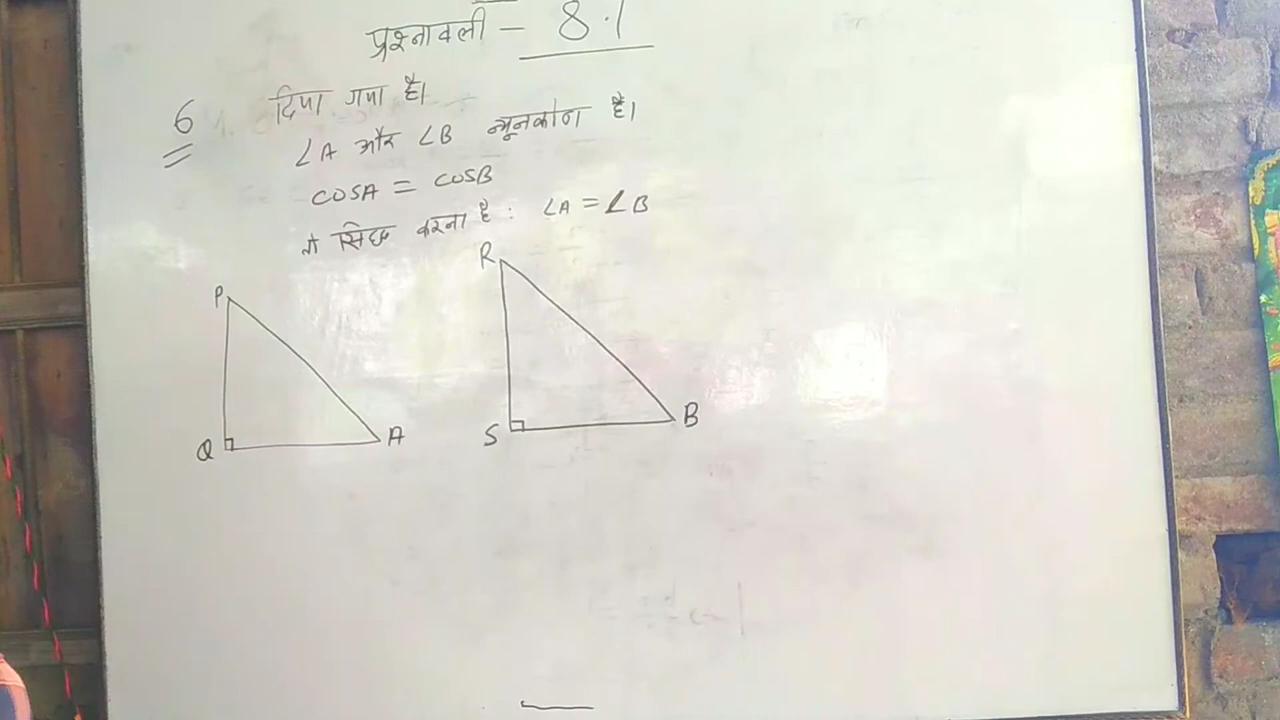 प्रश्नावली – 8.1
6 दिया गया है।
∠A और ∠B न्यूनकोण है।
COSA = COSB
तो सिद्ध करना है : ∠A = ∠B
R
P
B
A
S
Q